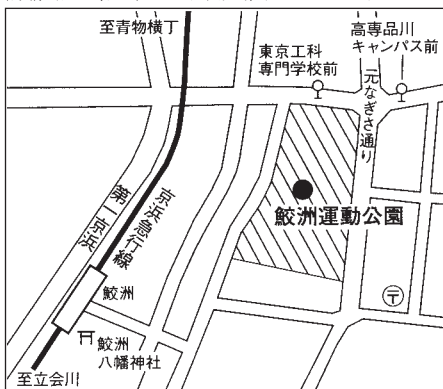 至青物横丁
東京工科
専門学校前
高専品川
キャンパス前
元なぎさ通り
鮫洲運動公園
第一京浜
京浜急行線
鮫洲
鮫洲
八幡神社
〒
至立会川